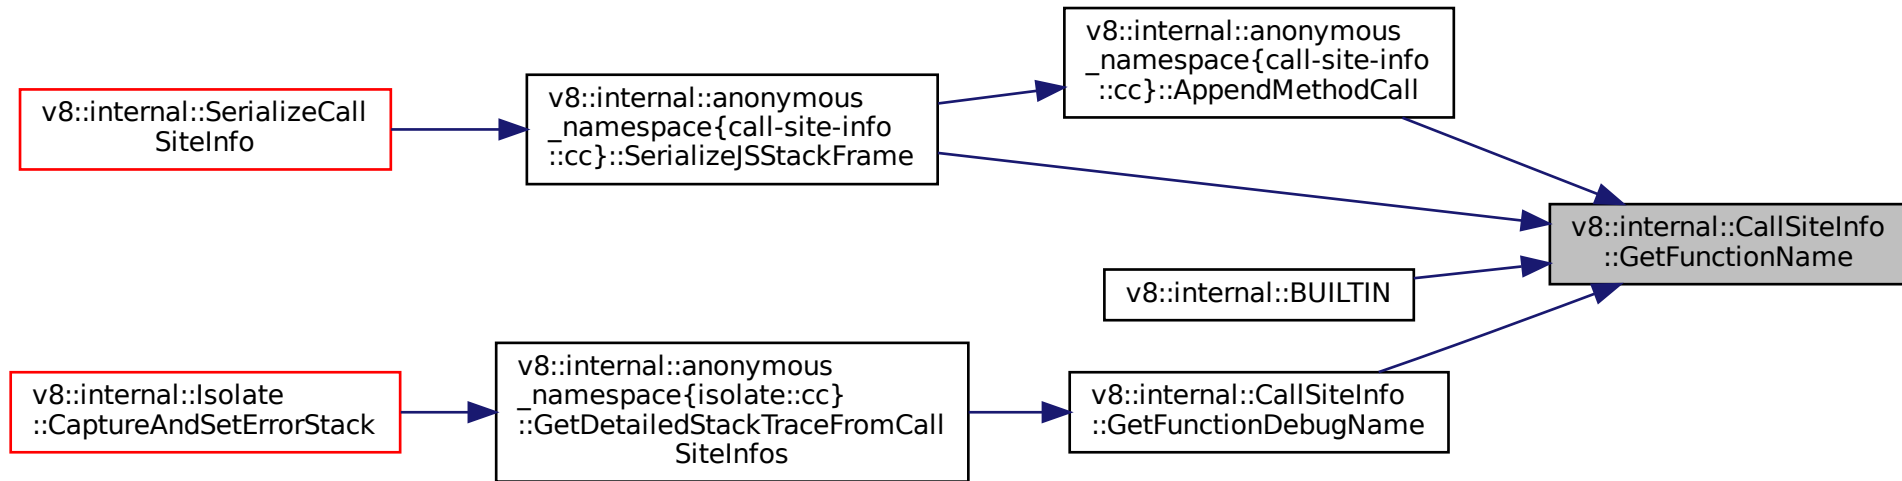 v8::internal::SerializeCall
SiteInfo
v8::internal::anonymous
_namespace{call-site-info
::cc}::SerializeJSStackFrame
v8::internal::anonymous
_namespace{call-site-info
::cc}::AppendMethodCall
v8::internal::CallSiteInfo
::GetFunctionName
v8::internal::BUILTIN
v8::internal::Isolate
::CaptureAndSetErrorStack
v8::internal::anonymous
_namespace{isolate::cc}
::GetDetailedStackTraceFromCall
SiteInfos
v8::internal::CallSiteInfo
::GetFunctionDebugName